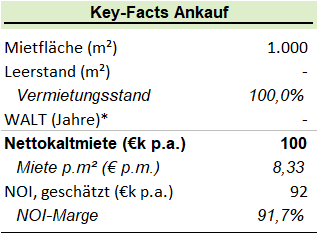 Key-Facts Ankauf
Mietfläche (m²) 1.000
Leerstand (m²) -
Vermietungsstand 100,0%
WALT (Jahre)* -
Nettokaltmiete (€k p.a.) 100
Miete p.m² (€ p.m.) 8,33
NOI, geschätzt (€k p.a.) 92
NOI-Marge 91,7%